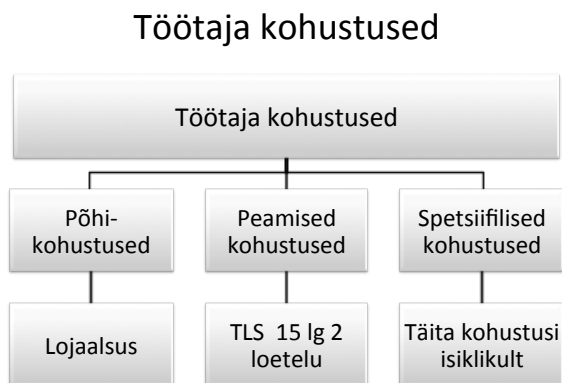 Töötaja kohustused
Töötaja kohustused
Põhi-
kohustused
Peamised
kohustused
Spetsiifilised
kohustused
Lojaalsus
TLS 15 lg 2
loetelu
Täita kohustusi
isiklikult